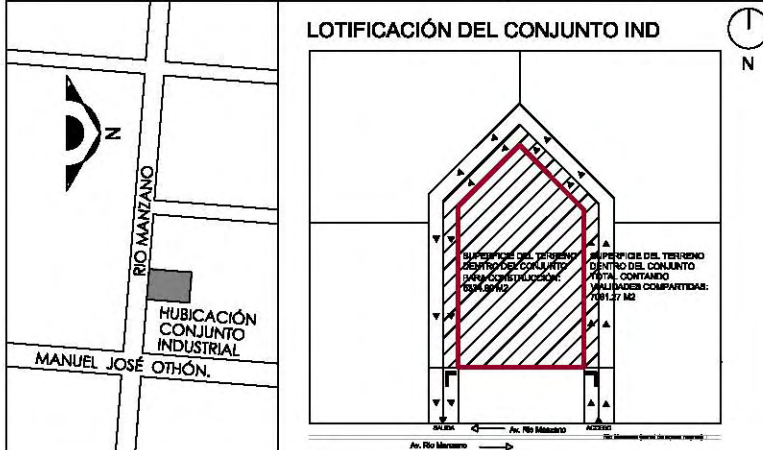 LOTIFICACIÓN DEL CONJUNTO IND
N
N
RIO MANZANO
HUBICACIÓN
CONJUNTO
INDUSTRIAL
MANUEL JOSÉ OTHÓN.
SUPERFICIE DEL TERRENO
DENTRO DEL CONJUNTO
PARA CONSTRUCCIÓN:
M2
SUPERFICIE DEL TERRENO
DENTRO DEL CONJUNTO
TOTAL CONTANDO
VIALIDADES COMPARTIDAS:
M2
SALIDA
Av. Rio Manzano
ACCESO
Av. Rio Manzano